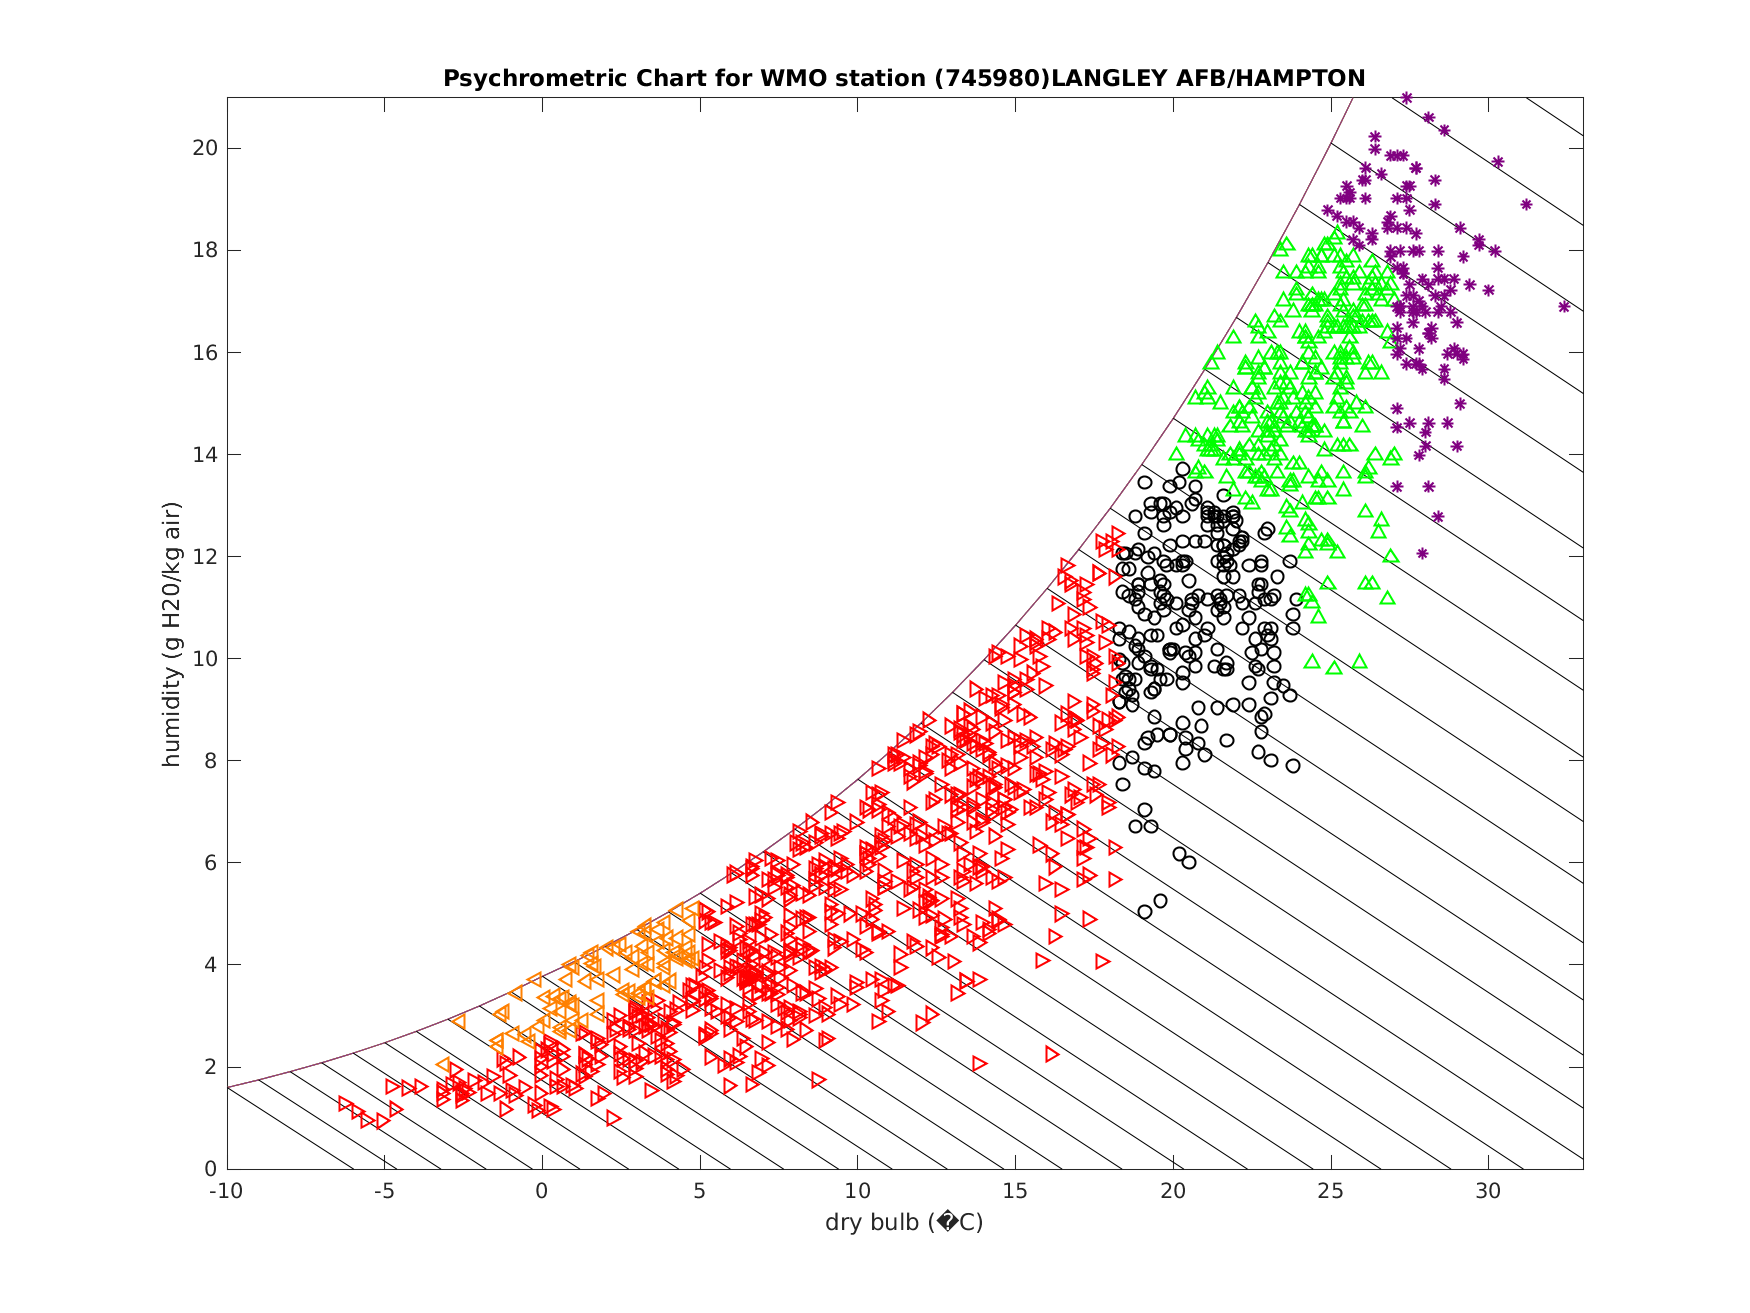 Psychrometric Chart for WMO station (745980)LANGLEY AFB/HAMPTON
humidity (g H20/kg air)
20
18
16
14
12
10
8
6
4
2
0
-10 -5 0 5 10 15 20 25 30
dry bulb (�C)